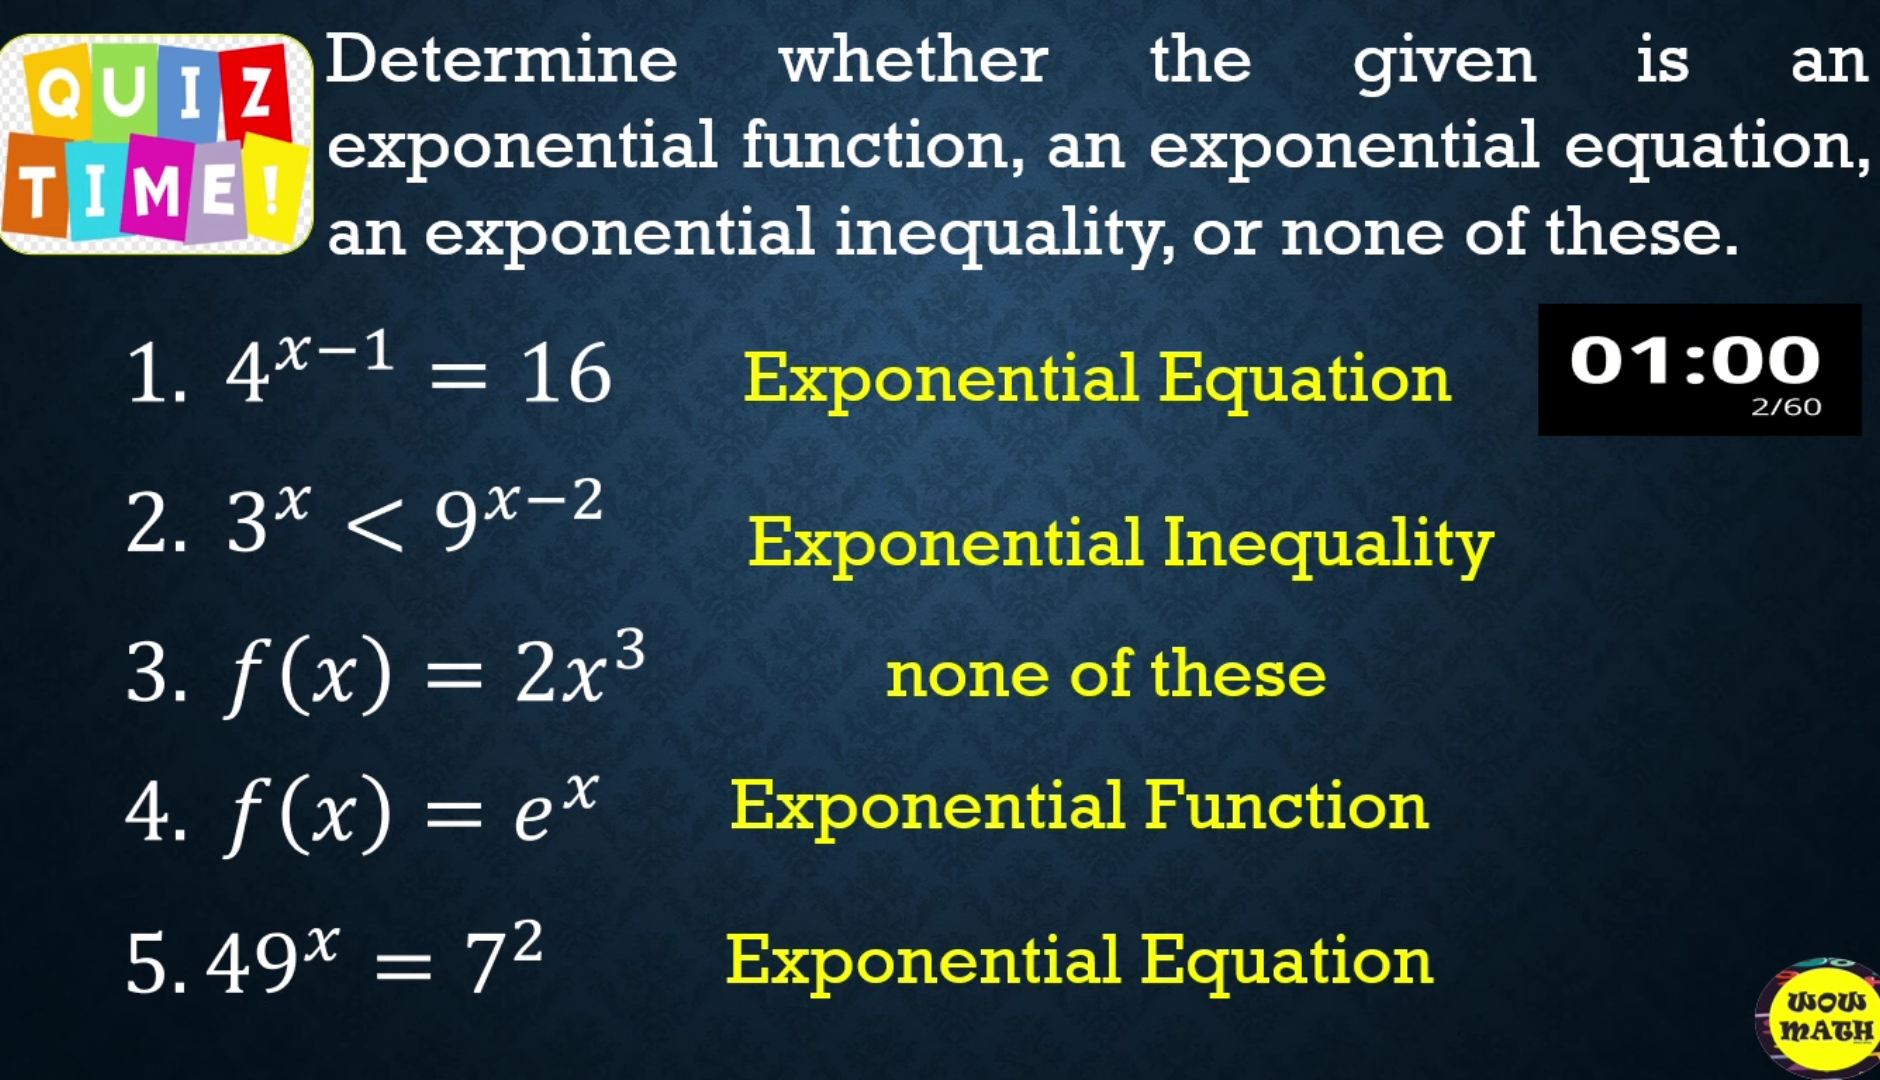 QUIZ
TIME!
Determine whether the given is an
exponential function, an exponential equation,
an exponential inequality, or none of these.
1. 4^{x−1} = 16 Exponential Equation
01:00
2/60
2. 3^x < 9^{x−2} Exponential Inequality
3. f(x) = 2x^3 none of these
4. f(x) = e^x Exponential Function
5. 49^x = 7^2 Exponential Equation
WOW
MATH